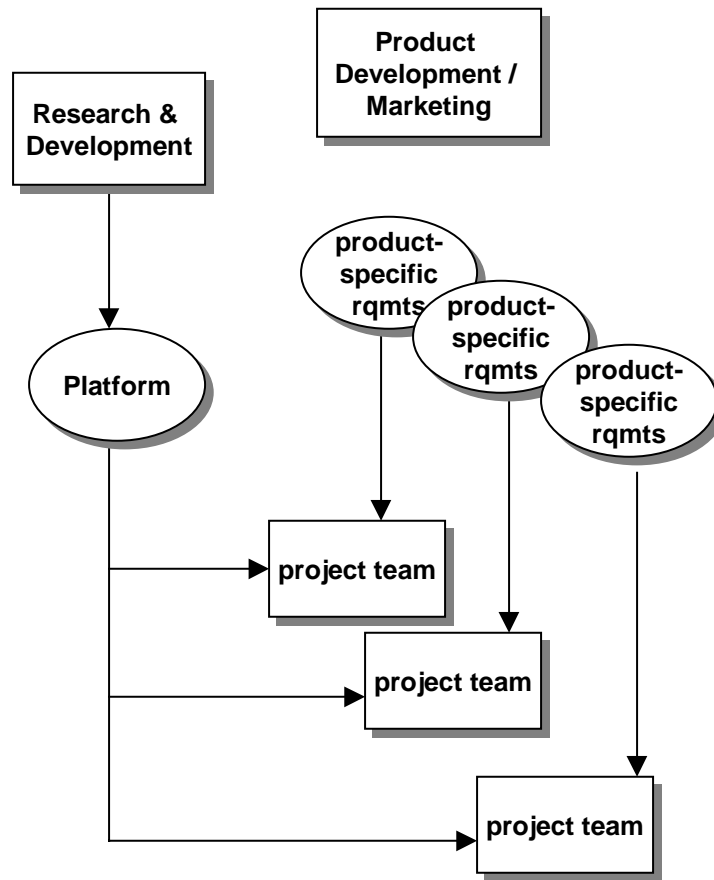 Product
Development /
Marketing
Research &
Development
product-
specific
rqmts
product-
specific
rqmts
product-
specific
rqmts
Platform
project team
project team
project team